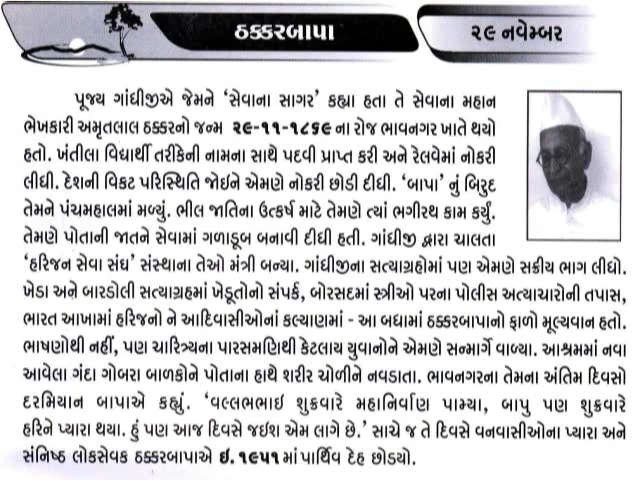 ઠક્કરબાપા
૨૯ નવેમ્બર
પૂજ્ય ગાંધીજીએ જેમને ‘સેવાના સાગર’ કહ્યા હતા તે સેવાના મહાન
ભેખધારી અમૃતલાલ ઠક્કરનો જન્મ ૨૯-૧૧-૧૮૬૯ ના રોજ ભાવનગર ખાતે થયો
હતો. ખંતીલા વિદ્યાર્થી તરીકેની નામના સાથે પદવી પ્રાપ્ત કરી અને રેલવેમાં નોકરી
લીધી. દેશની વિકટ પરિસ્થિતિ જોઈને એમણે નોકરી છોડી દીધી. ‘બાપા’ નું બિરુદ
તેમને પંચમહાલમાં મળ્યું. ભીલ જાતિના ઉત્કર્ષ માટે તેમણે ત્યાં ભગીરથ કામ કર્યું.
તેમણે પોતાની જાતને સેવામાં ગળાડૂબ બનાવી દીધી હતી. ગાંધીજી દ્વારા ચાલતા
‘હરિજન સેવા સંઘ’ સંસ્થાના તેઓ મંત્રી બન્યા. ગાંધીજીના સત્યાગ્રહોમાં પણ એમણે સક્રીય ભાગ લીધો.
ખેડા અને બારડોલી સત્યાગ્રહમાં ખેડૂતોનો સંપર્ક, બોરસદમાં સ્ત્રીઓ પરના પોલીસ અત્યાચારોની તપાસ,
ભારત આખામાં હરિજનો ને આદિવાસીઓનાં કલ્યાણમાં - આ બધામાં ઠક્કરબાપાનો ફાળો મૂલ્યવાન હતો.
ભાષણોથી નહીં, પણ ચારિત્ર્યના પારસમણિથી કેટલાય યુવાનોને એમણે સન્માર્ગે વાળ્યા. આશ્રમમાં નવા
આવેલા ગંદા ગોબરા બાળકોને પોતાના હાથે શરીર ચોળીને નવડાતા. ભાવનગરના તેમના અંતિમ દિવસો
દરમિયાન બાપાએ કહ્યું. ‘વલ્લભભાઈ શુક્રવારે મહાનિર્વાણ પામ્યા, બાપુ પણ શુક્રવારે
હરિને પ્યારા થયા. હું પણ આજ દિવસે જઈશ એમ લાગે છે.’ સાચે જ તે દિવસે વનવાસીઓના પ્યારા અને
સંનિષ્ઠ લોકસેવક ઠક્કરબાપાએ ઇ. ૧૯૫૧ માં પાર્થિવ દેહ છોડ્યો.